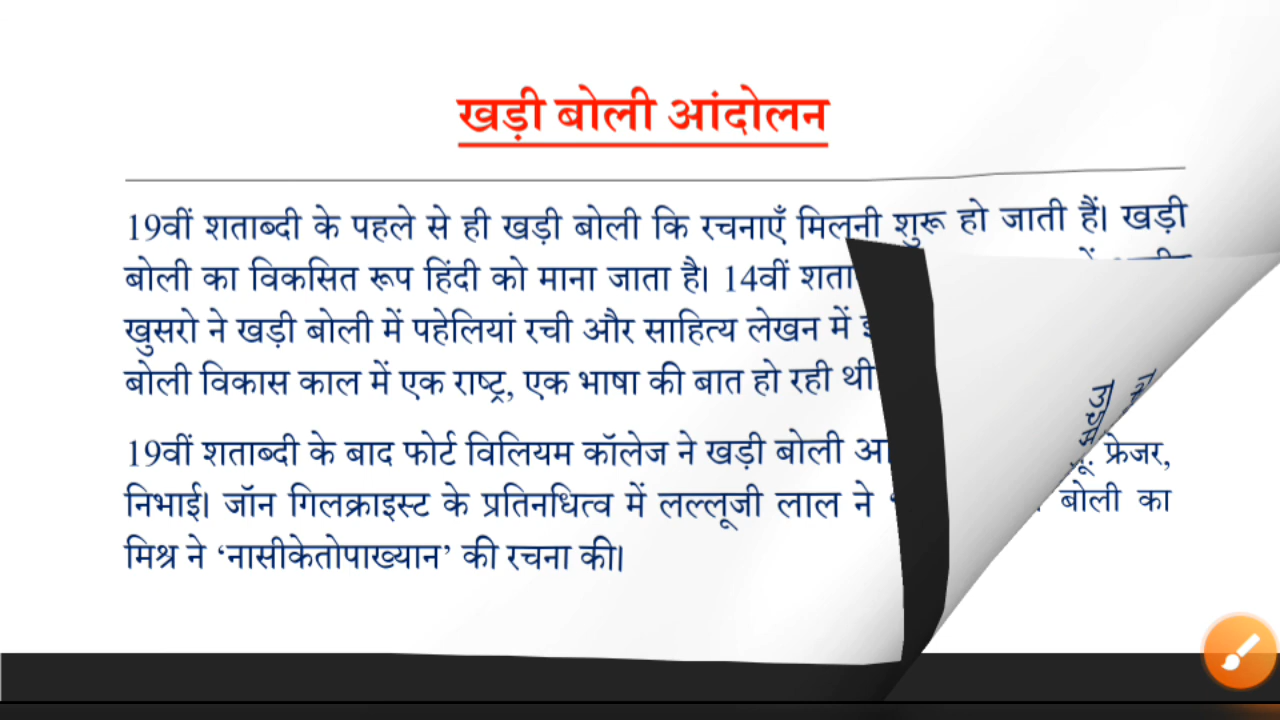 खड़ी बोली आंदोलन
19वीं शताब्दी के पहले से ही खड़ी बोली कि रचनाएँ मिलनी शुरू हो जाती हैं। खड़ी
बोली का विकसित रूप हिंदी को माना जाता है। 14वीं
खुसरो ने खड़ी बोली में पहेलियां रची और साहित्य लेखन में
बोली विकास काल में एक राष्ट्र, एक भाषा की बात हो रही थी
19वीं शताब्दी के बाद फोर्ट विलियम कॉलेज ने खड़ी बोली फ्रेजर,
निभाई। जॉन गिलक्राइस्ट के प्रतिनधित्व में लल्लूजी लाल ने बोली का
मिश्र ने ‘नासीकेतोपाख्यान’ की रचना की।